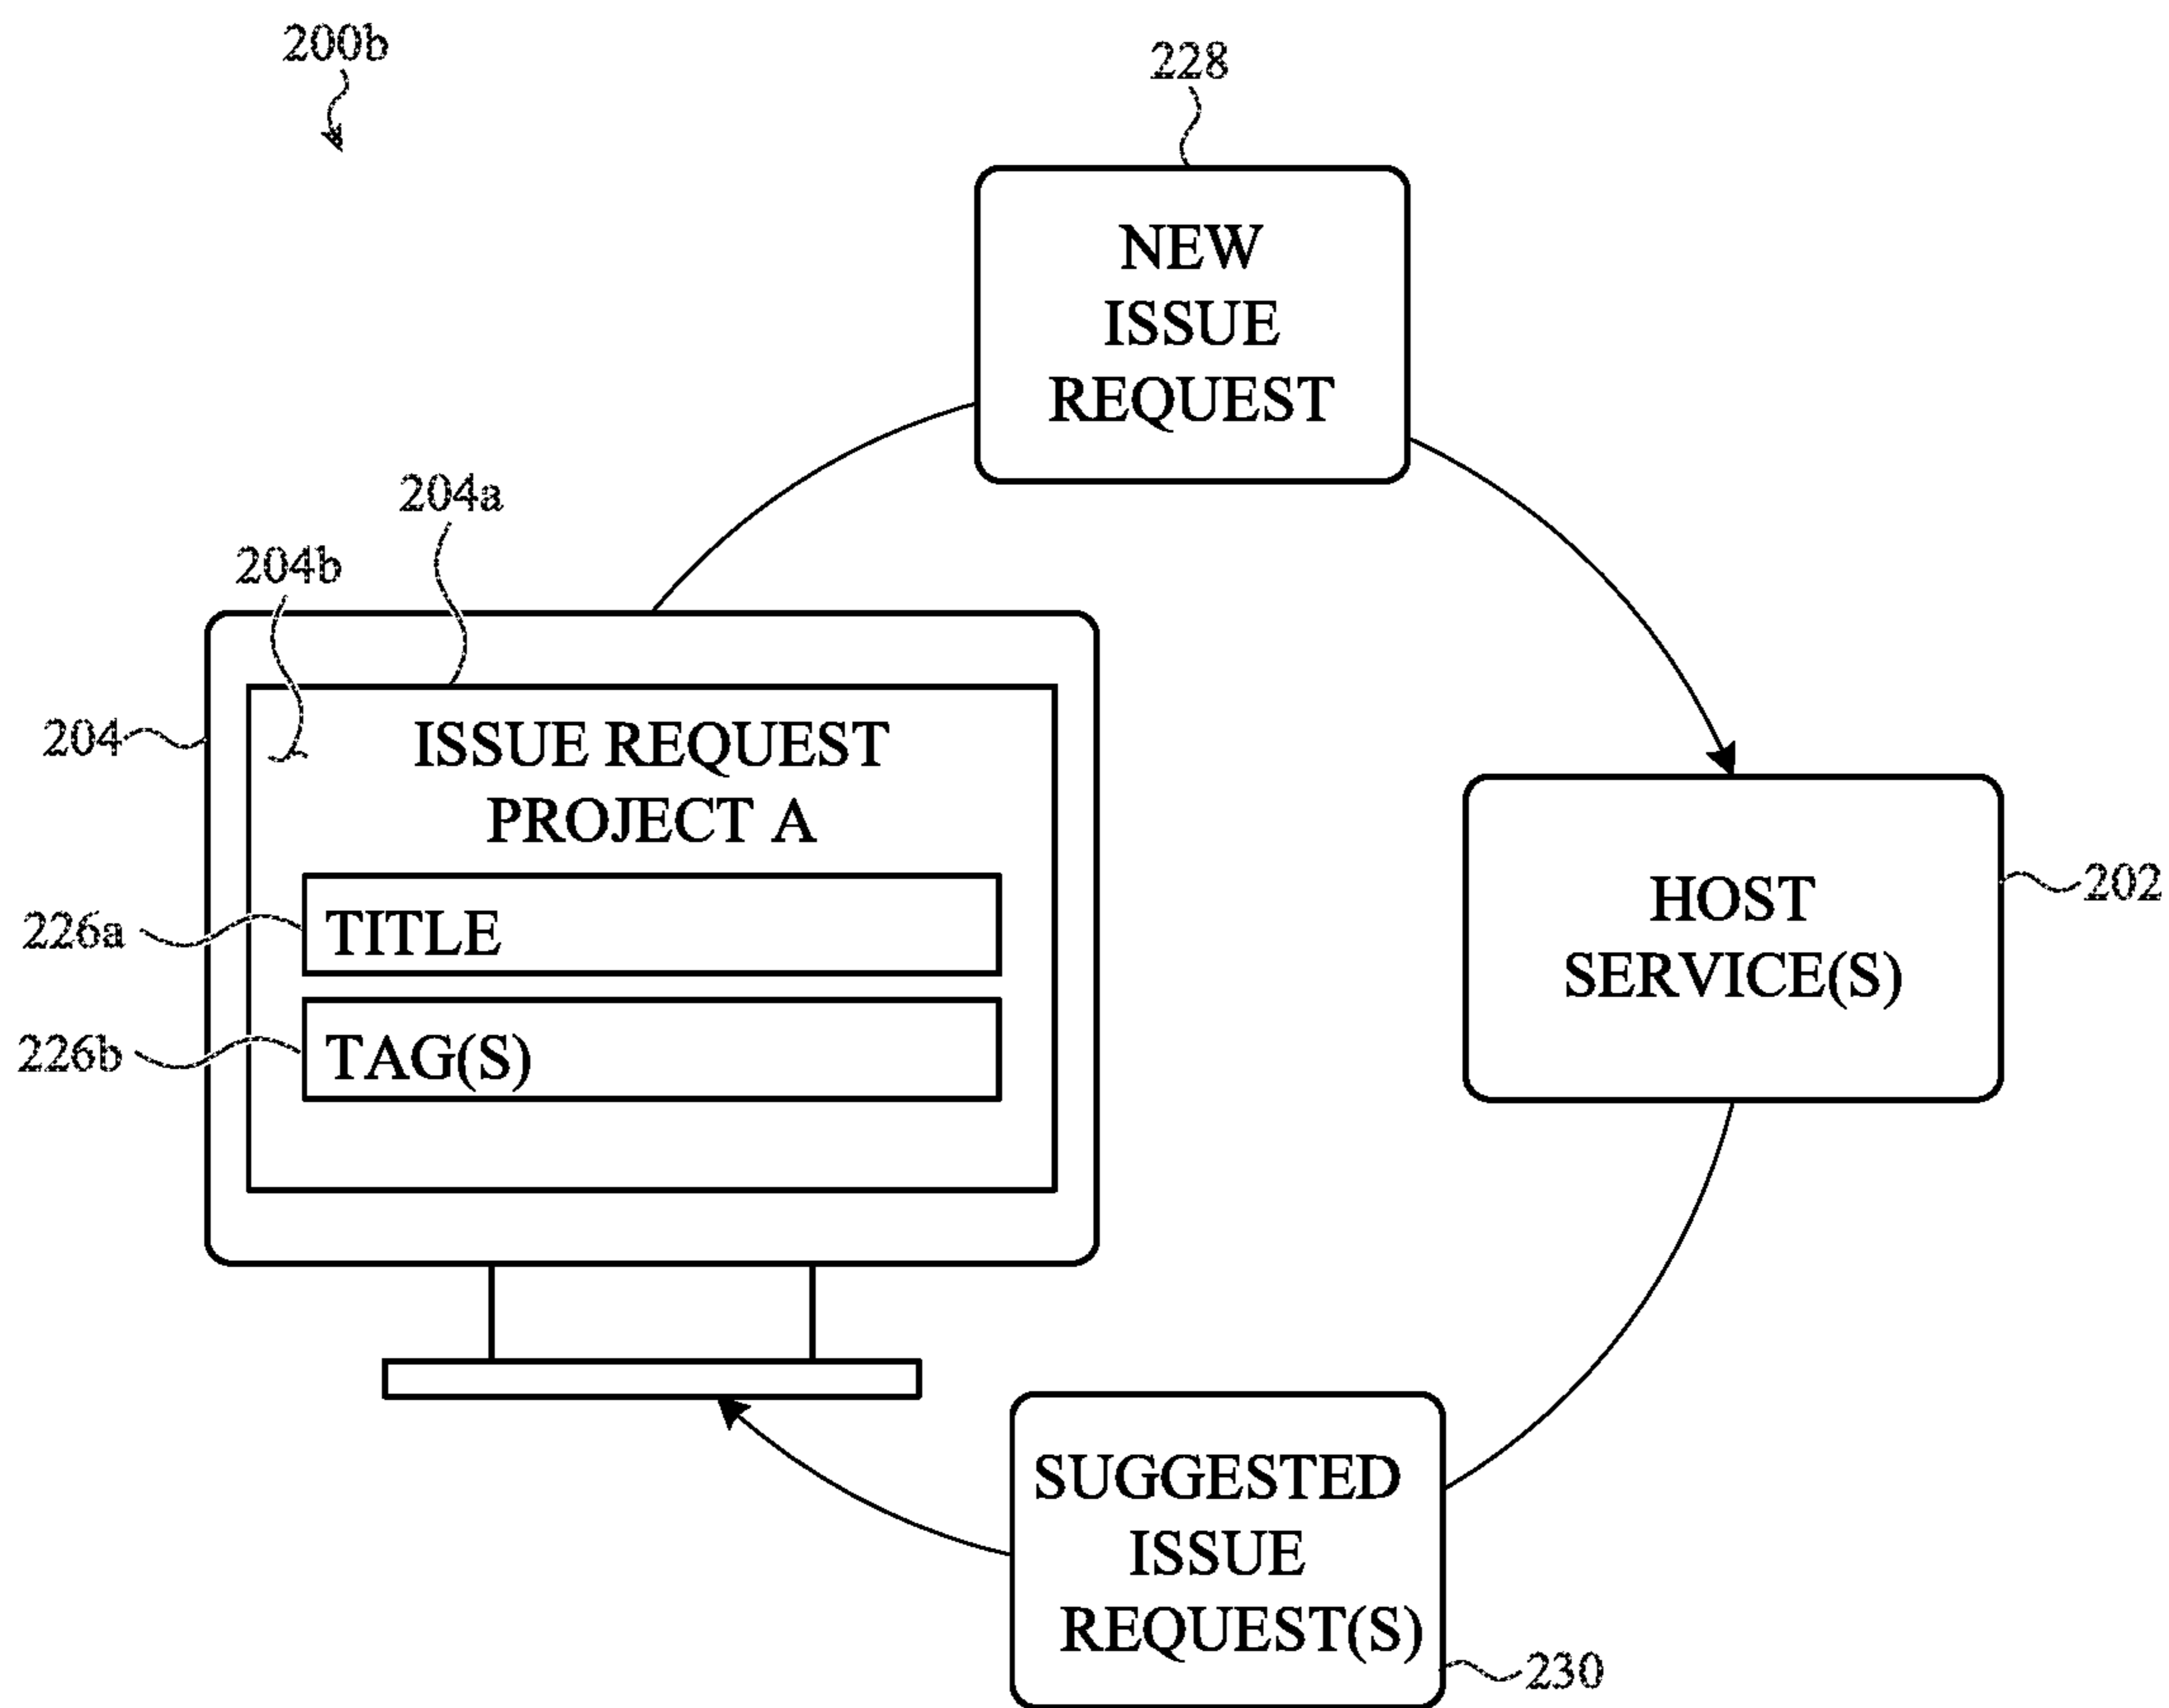 200b
228
NEW
ISSUE
REQUEST
204a
204b
204
ISSUE REQUEST
PROJECT A
226a
TITLE
226b
TAG(S)
HOST
SERVICE(S)
202
SUGGESTED
ISSUE
REQUEST(S)
230